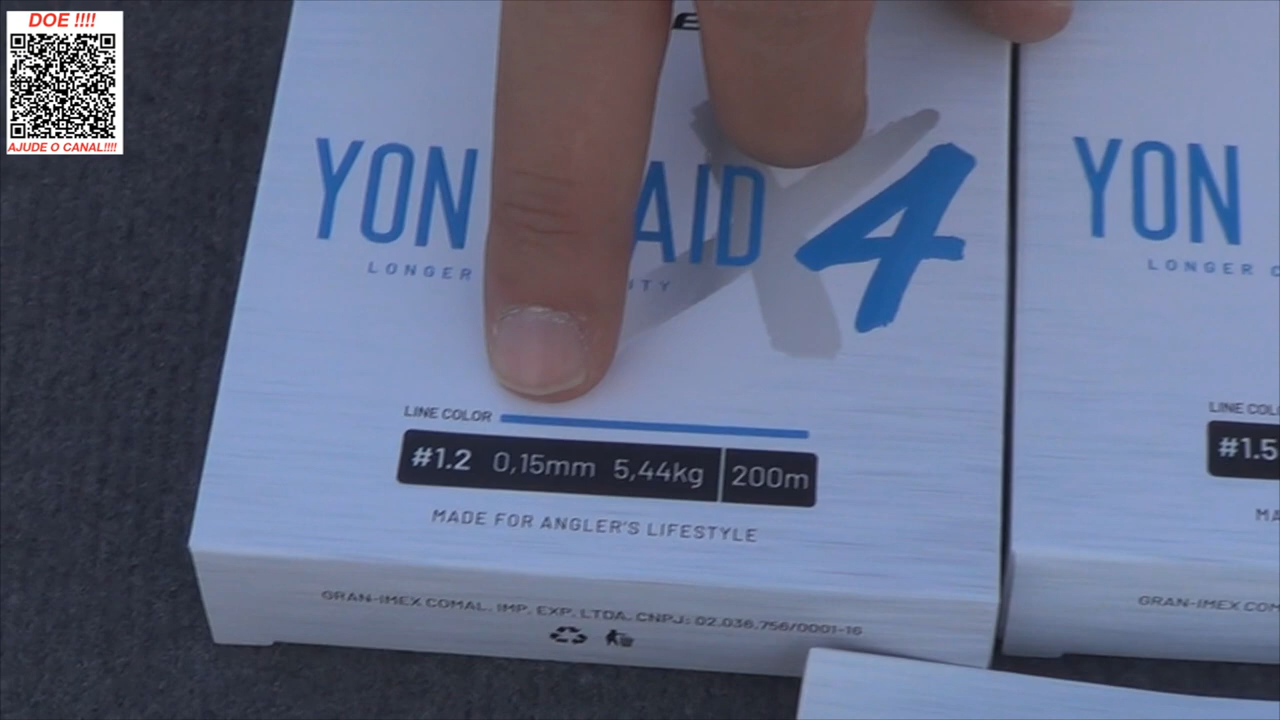 DOE !!!!
AJUDE O CANAL!!!!
YON AID 4
LONGER ITY
LINE COLOR
#1.2 0,15mm 5,44kg 200m
MADE FOR ANGLER'S LIFESTYLE
GRAN-IMEX COMAL. IMP. EXP. LTDA. CNPJ: 02.036.756/0001-16
YON
LONGER
LINE COL
#1.5
MA
GRAN-IMEX COM